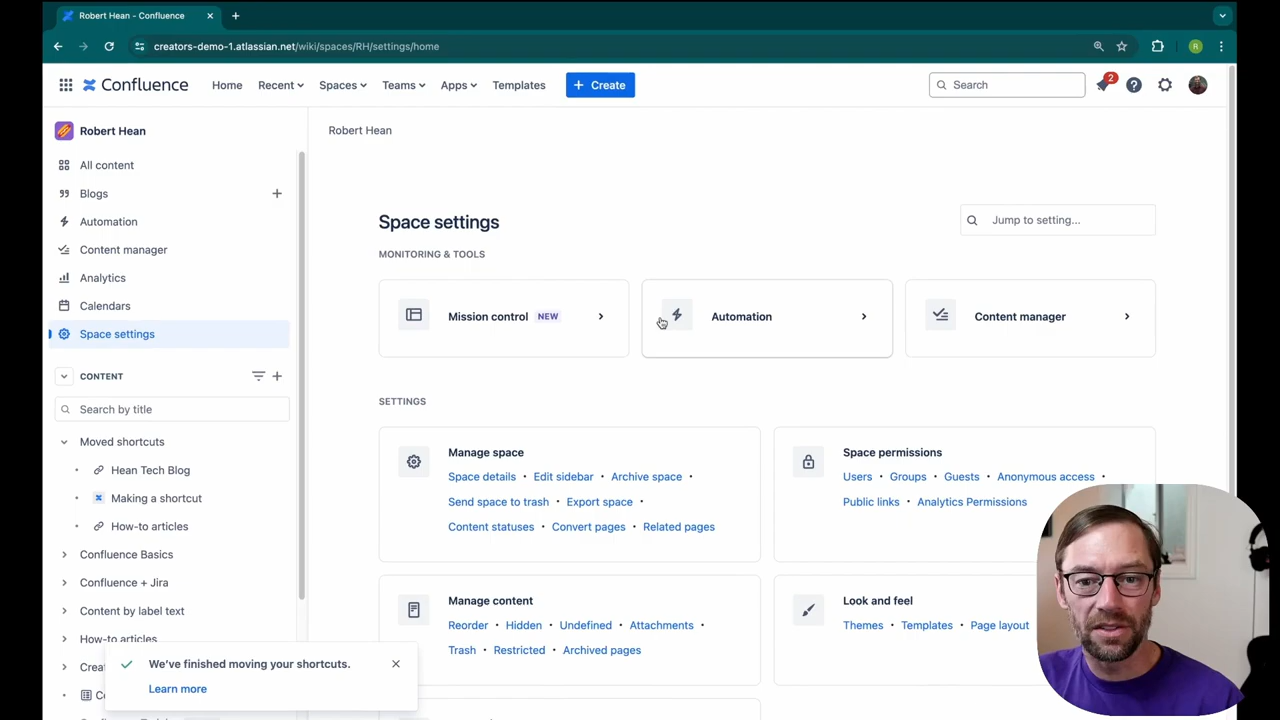 Robert Hean - Confluence
creators-demo-1.atlassian.net/wiki/spaces/RH/settings/home
R
Confluence
Home
Recent
Spaces
Teams
Apps
Templates
+ Create
Search
2
Robert Hean
All content
Blogs
Automation
Content manager
Analytics
Calendars
Space settings
CONTENT
Search by title
Moved shortcuts
Hean Tech Blog
Making a shortcut
How-to articles
Confluence Basics
Confluence + Jira
Content by label text
How-to articles
Crea
We've finished moving your shortcuts.
Learn more
Robert Hean
Space settings
Jump to setting...
MONITORING & TOOLS
Mission control NEW
Automation
Content manager
SETTINGS
Manage space
Space details • Edit sidebar • Archive space •
Send space to trash • Export space •
Content statuses • Convert pages • Related pages
Space permissions
Users • Groups • Guests • Anonymous access •
Public links • Analytics Permissions
Manage content
Reorder • Hidden • Undefined • Attachments •
Trash • Restricted • Archived pages
Look and feel
Themes • Templates • Page layout